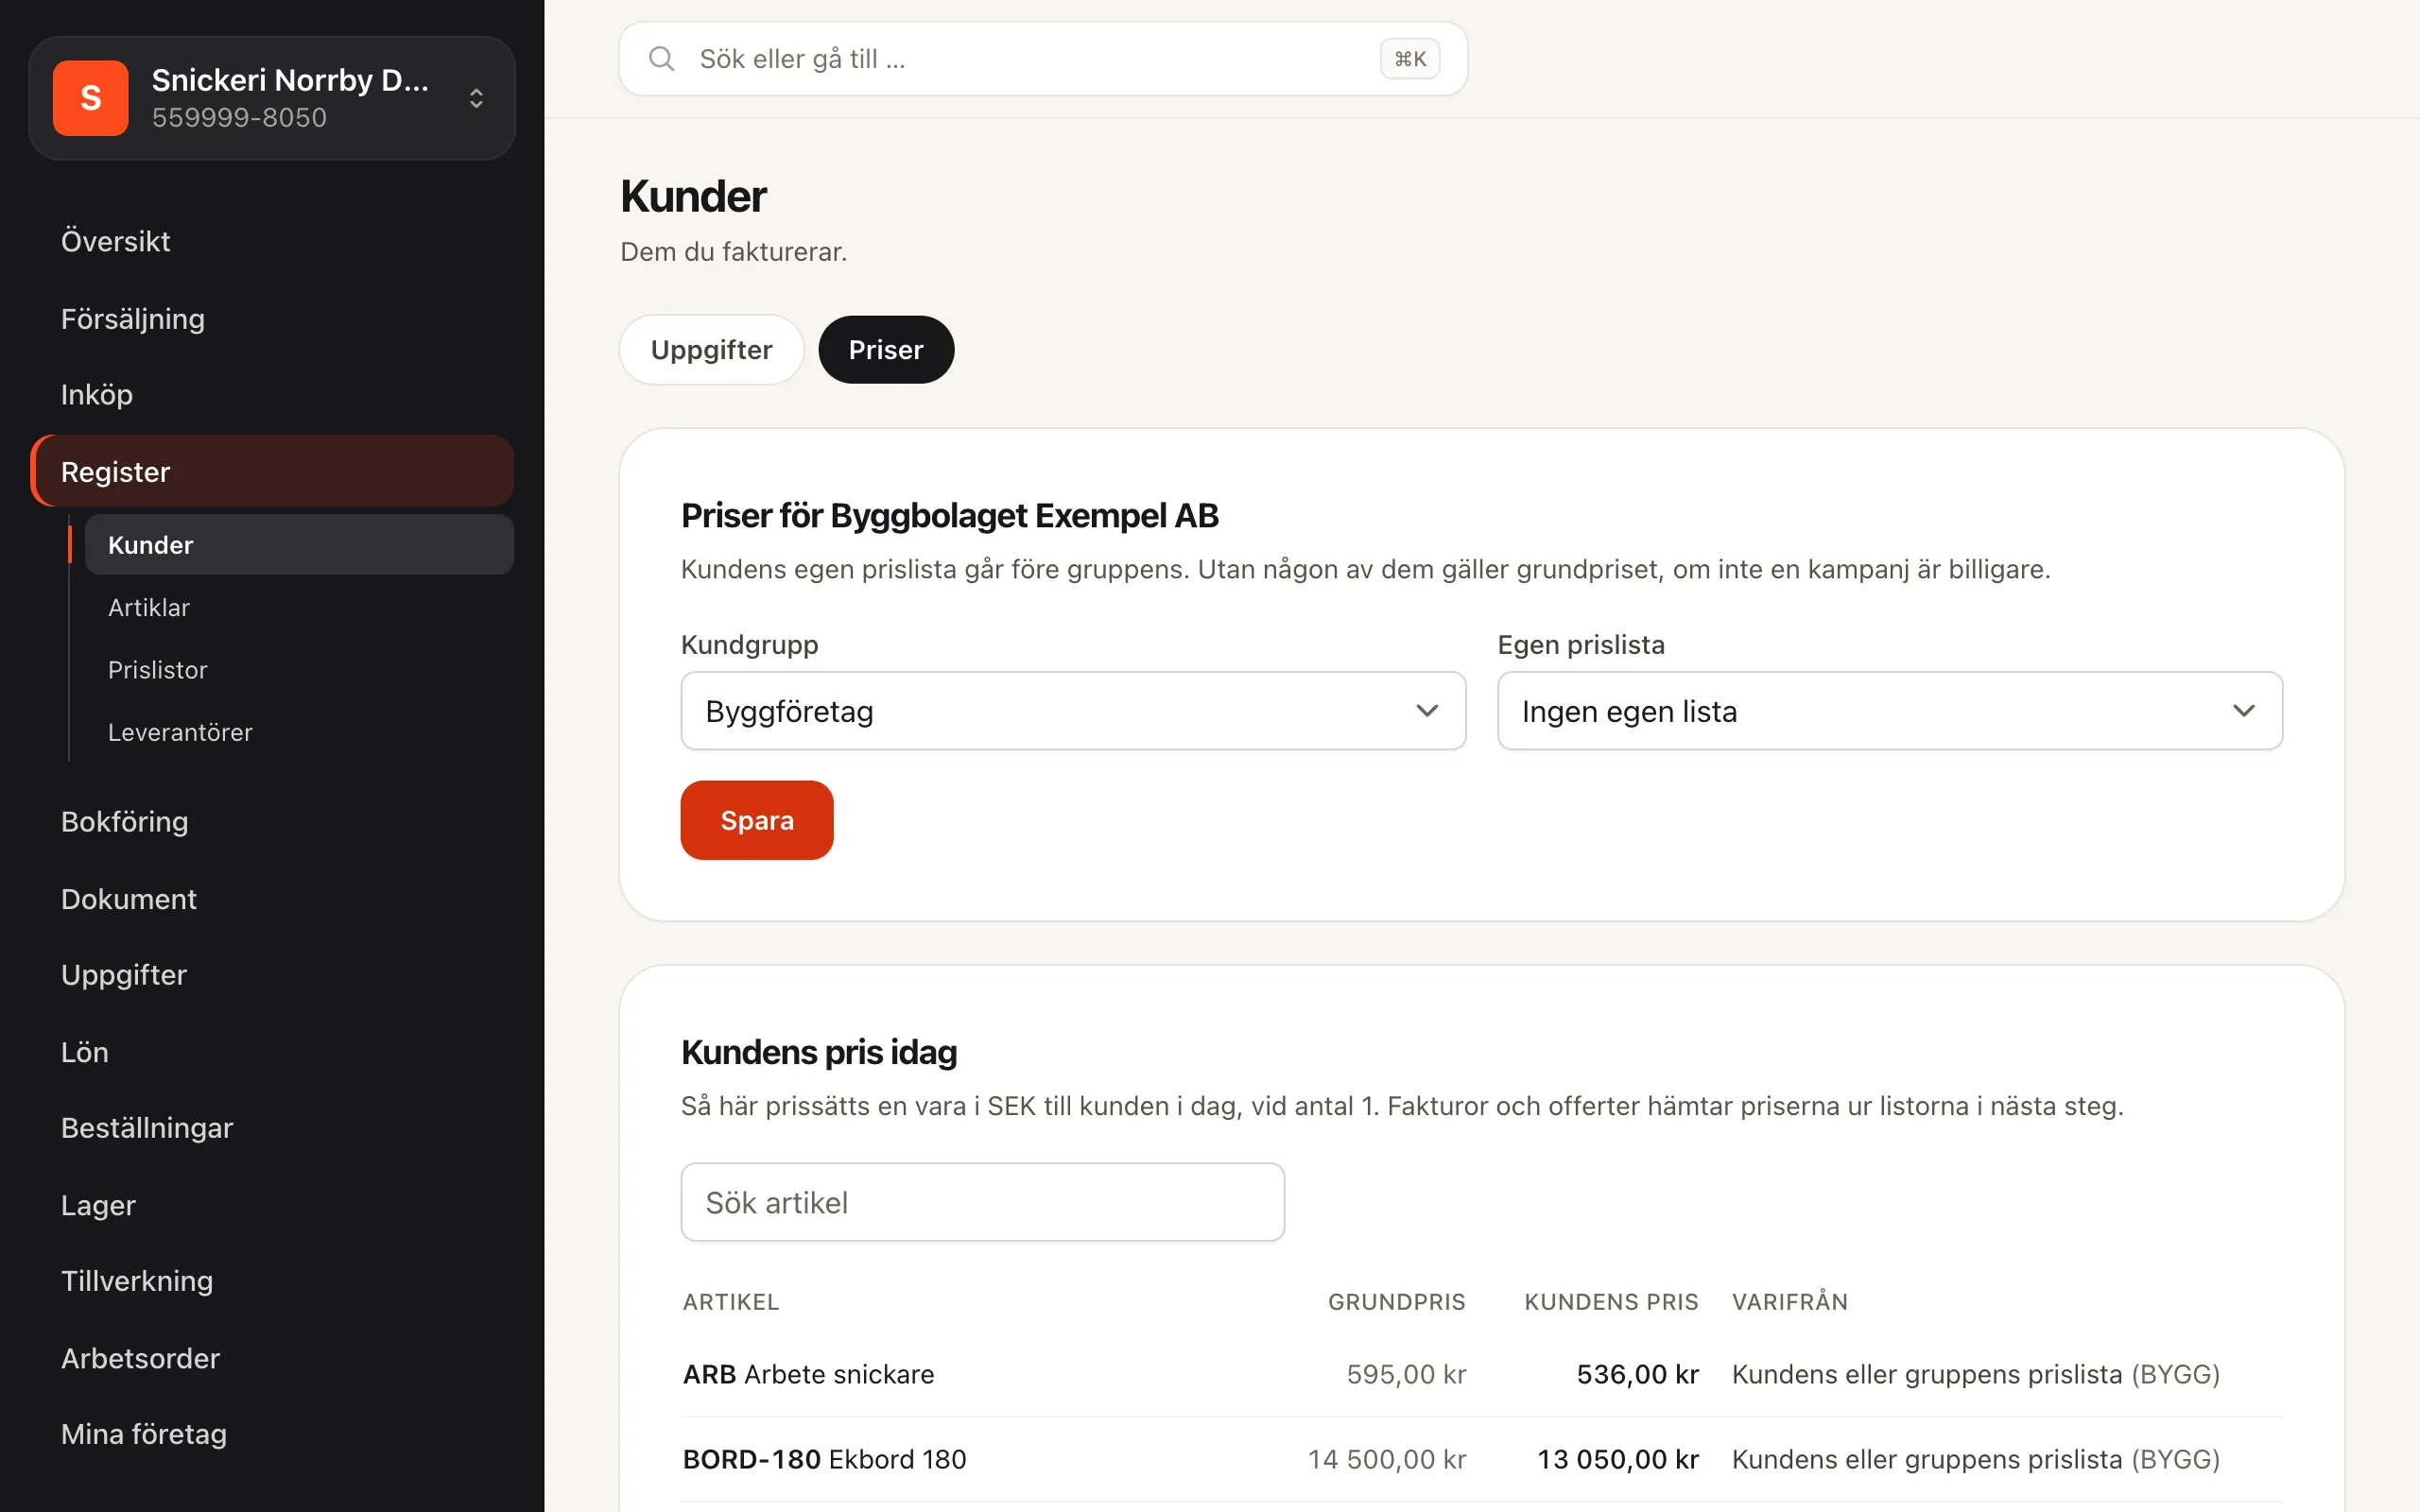 S
Snickeri Norrby D...
559999-8050
Översikt
Försäljning
Inköp
Register
Kunder
Artiklar
Prislistor
Leverantörer
Bokföring
Dokument
Uppgifter
Lön
Beställningar
Lager
Tillverkning
Arbetsorder
Mina företag
Sök eller gå till ...
⌘K
Kunder
Dem du fakturerar.
Uppgifter
Priser
Priser för Byggbolaget Exempel AB
Kundens egen prislista går före gruppens. Utan någon av dem gäller grundpriset, om inte en kampanj är billigare.
Kundgrupp
Egen prislista
Byggföretag
Ingen egen lista
Spara
Kundens pris idag
Så här prissätts en vara i SEK till kunden i dag, vid antal 1. Fakturor och offerter hämtar priserna ur listorna i nästa steg.
Sök artikel
ARTIKEL GRUNDPRIS KUNDENS PRIS VARIFRÅN
ARB Arbete snickare 595,00 kr 536,00 kr Kundens eller gruppens prislista (BYGG)
BORD-180 Ekbord 180 14 500,00 kr 13 050,00 kr Kundens eller gruppens prislista (BYGG)